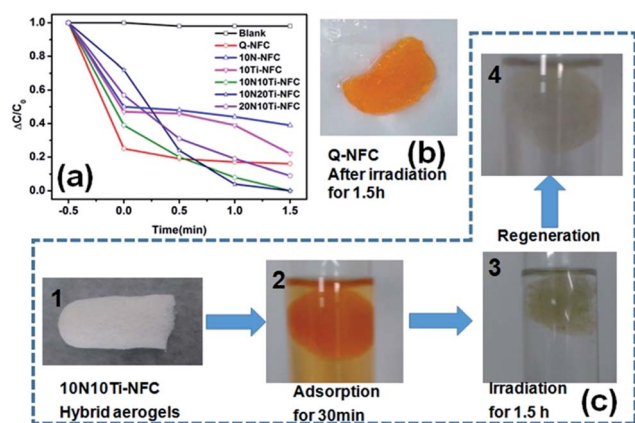 ΔC/C₀
1.0
0.8
0.6
0.4
0.2
0.0
-0.5 0.0 0.5 1.0 1.5
Time(min)
Blank
Q-NFC
10N-NFC
10Ti-NFC
10N10Ti-NFC
10N20Ti-NFC
20N10Ti-NFC
(a)
(b)
Q-NFC
After irradiation
for 1.5h
4
Regeneration
1
2
3
10N10Ti-NFC
Hybrid aerogels
Adsorption
for 30min
Irradiation
for 1.5 h
(c)